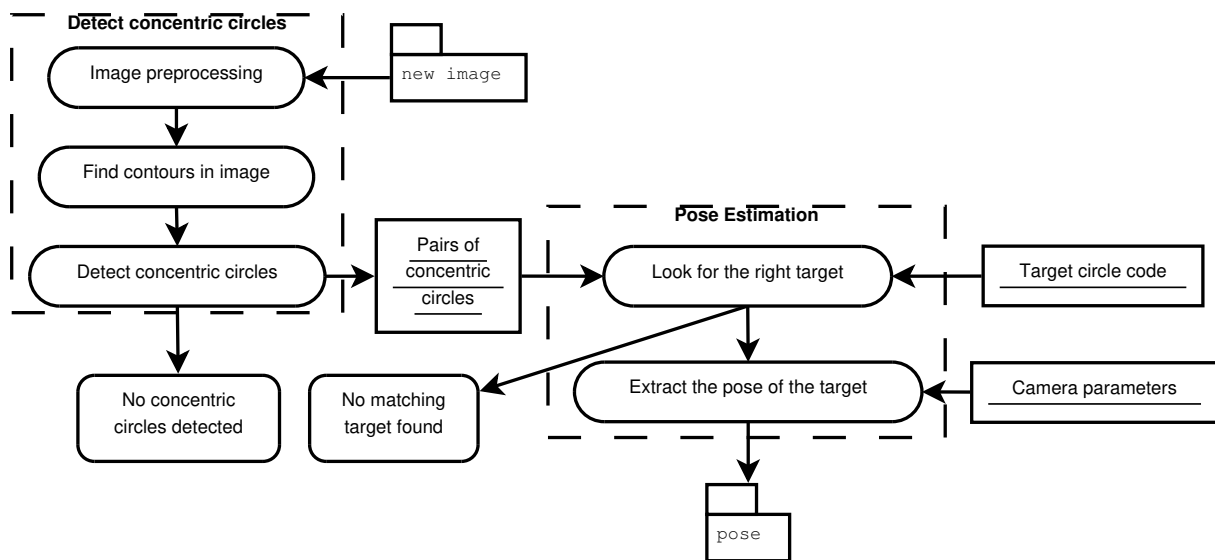 Detect concentric circles
Image preprocessing
new image
Find contours in image
Detect concentric circles
Pairs of
concentric
circles
Pose Estimation
Look for the right target
Target circle code
Extract the pose of the target
Camera parameters
No concentric
circles detected
No matching
target found
pose